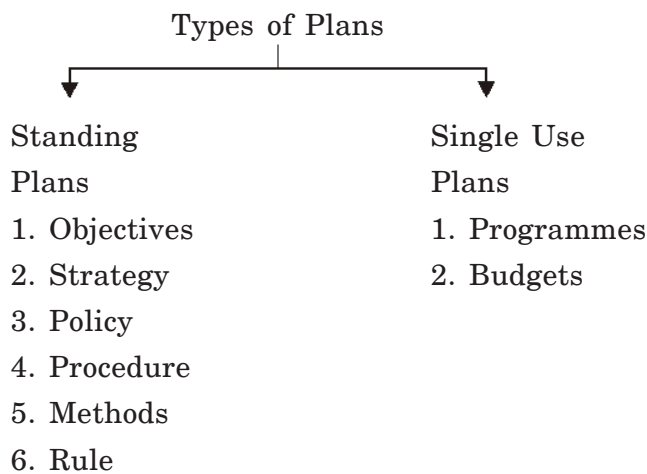 Types of Plans
Standing
Plans
1. Objectives
2. Strategy
3. Policy
4. Procedure
5. Methods
6. Rule
Single Use
Plans
1. Programmes
2. Budgets